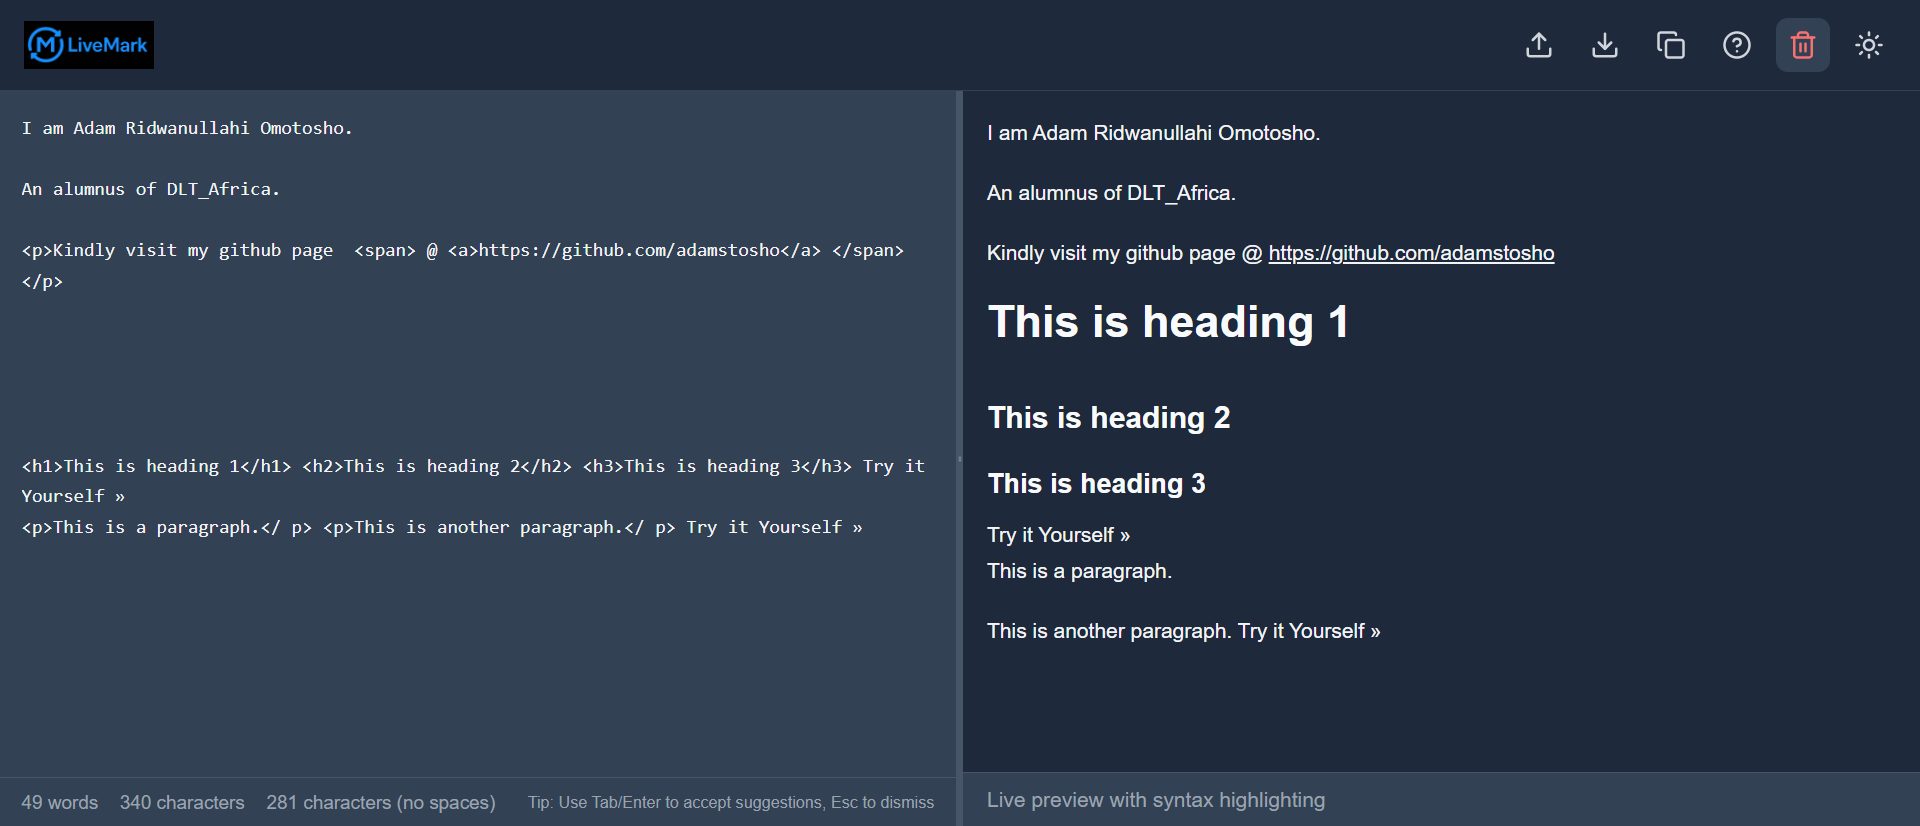 LiveMark
I am Adam Ridwanullahi Omotosho.
An alumnus of DLT_Africa.
<p>Kindly visit my github page  <span> @ <a>https://github.com/adamstosho</a> </span>
</p>
<h1>This is heading 1</h1> <h2>This is heading 2</h2> <h3>This is heading 3</h3> Try it
Yourself »
<p>This is a paragraph.</ p> <p>This is another paragraph.</ p> Try it Yourself »
49 words 340 characters 281 characters (no spaces) Tip: Use Tab/Enter to accept suggestions, Esc to dismiss
I am Adam Ridwanullahi Omotosho.
An alumnus of DLT_Africa.
Kindly visit my github page @ https://github.com/adamstosho
This is heading 1
This is heading 2
This is heading 3
Try it Yourself »
This is a paragraph.
This is another paragraph. Try it Yourself »
Live preview with syntax highlighting